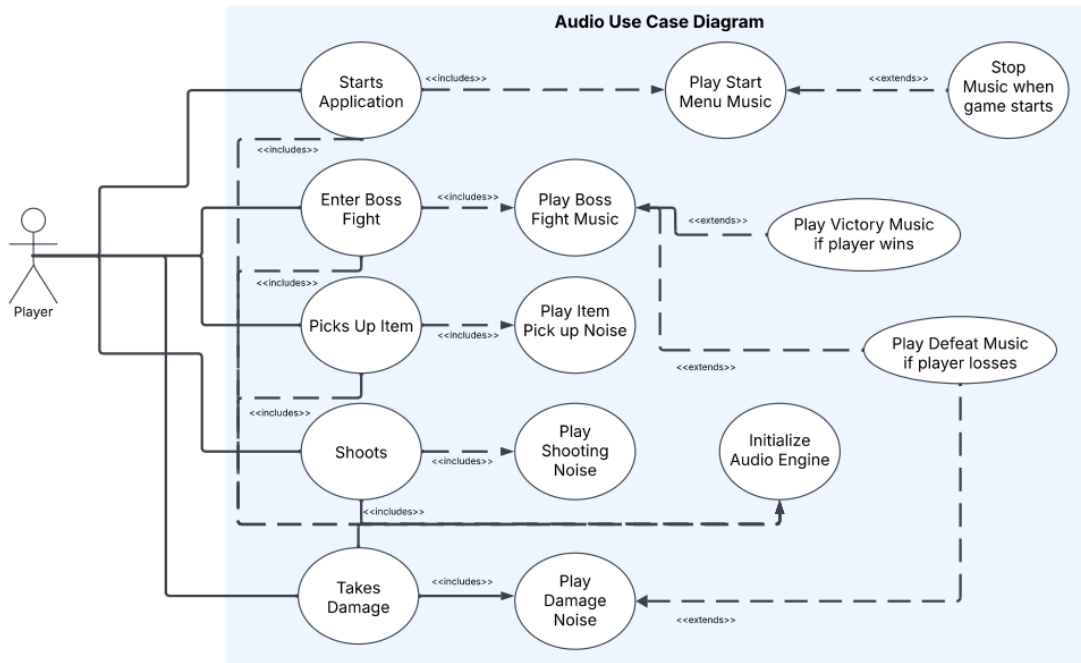 Audio Use Case Diagram
Starts
Application
<<includes>>
Play Start
Menu Music
<<extends>>
Stop
Music when
game starts
<<includes>>
Enter Boss
Fight
<<includes>>
Play Boss
Fight Music
<<extends>>
Play Victory Music
if player wins
Player
<<includes>>
Picks Up Item
<<includes>>
Play Item
Pick up Noise
Play Defeat Music
if player losses
<<extends>>
<<includes>>
Shoots
<<includes>>
Play
Shooting
Noise
Initialize
Audio Engine
<<includes>>
Takes
Damage
<<includes>>
Play
Damage
Noise
<<extends>>